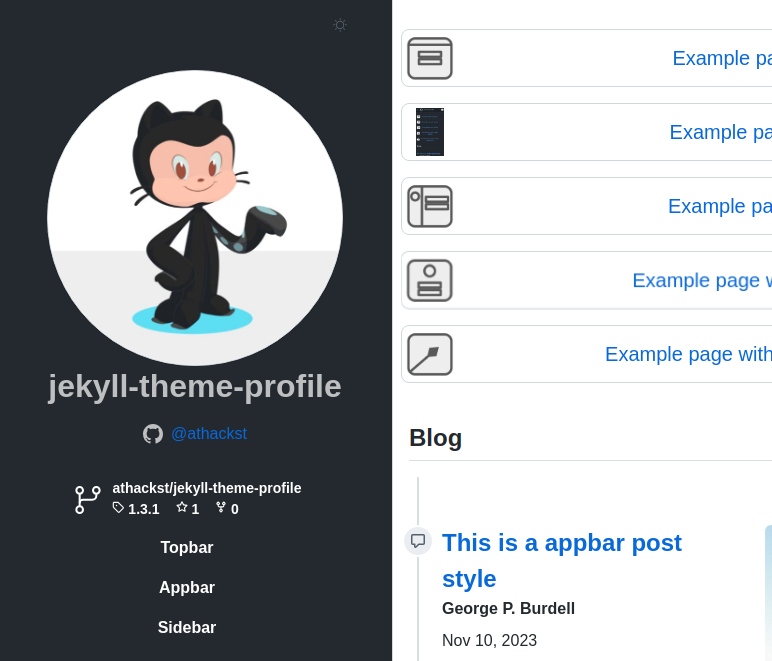 jekyll-theme-profile
@athackst
athackst/jekyll-theme-profile
1.3.1 1 0
Topbar
Appbar
Sidebar
Example pa
Example pa
Example pa
Example page w
Example page with
Blog
This is a appbar post
style
George P. Burdell
Nov 10, 2023